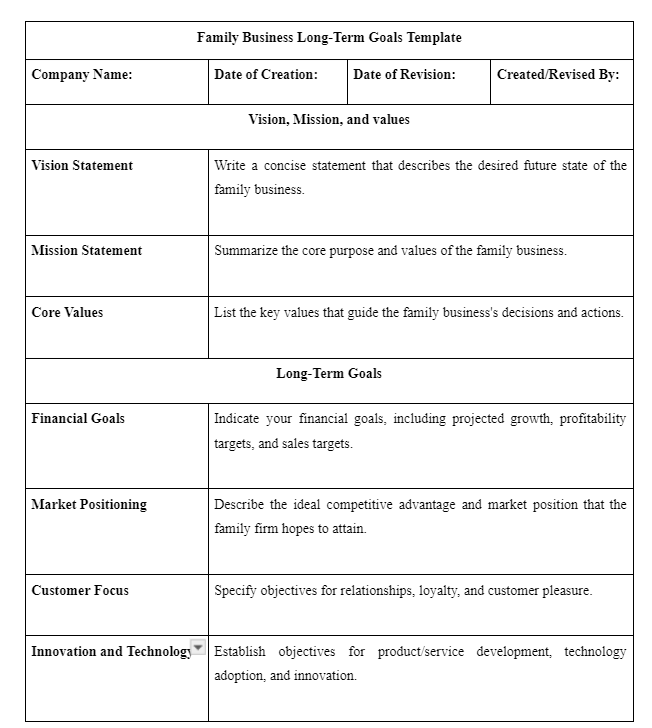 Family Business Long-Term Goals Template
Company Name: Date of Creation: Date of Revision: Created/Revised By:
Vision, Mission, and values
Vision Statement Write a concise statement that describes the desired future state of the
family business.
Mission Statement Summarize the core purpose and values of the family business.
Core Values List the key values that guide the family business's decisions and actions.
Long-Term Goals
Financial Goals Indicate your financial goals, including projected growth, profitability
targets, and sales targets.
Market Positioning Describe the ideal competitive advantage and market position that the
family firm hopes to attain.
Customer Focus Specify objectives for relationships, loyalty, and customer pleasure.
Innovation and Technology Establish objectives for product/service development, technology
adoption, and innovation.